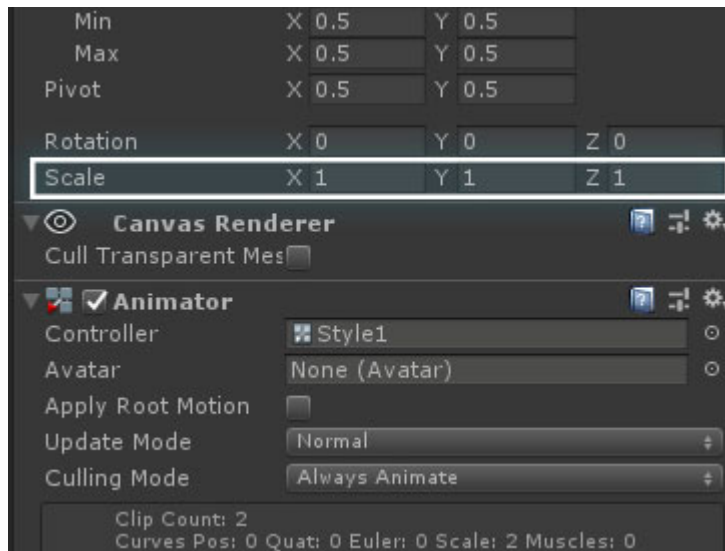 Min X 0.5 Y 0.5
Max X 0.5 Y 0.5
Pivot X 0.5 Y 0.5
Rotation X 0 Y 0 Z 0
Scale X 1 Y 1 Z 1
Canvas Renderer
Cull Transparent Mes
Animator
Controller Style1
Avatar None (Avatar)
Apply Root Motion
Update Mode Normal
Culling Mode Always Animate
Clip Count: 2
Curves Pos: 0 Quat: 0 Euler: 0 Scale: 2 Muscles: 0